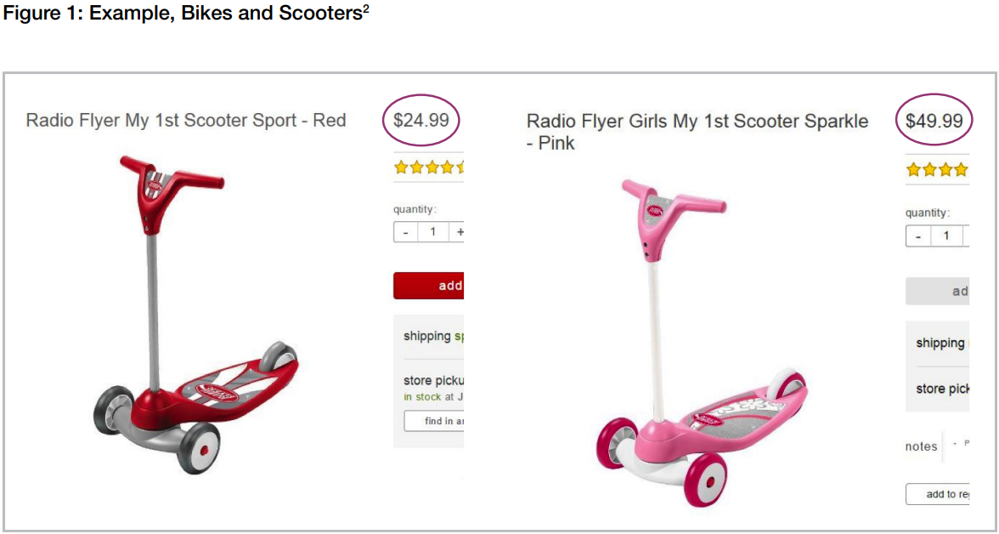 Figure 1: Example, Bikes and Scooters²
Radio Flyer My 1st Scooter Sport - Red
$24.99
quantity:
- 1 +
add
shipping sp
store picku
in stock at J
find in a
Radio Flyer Girls My 1st Scooter Sparkle
- Pink
$49.99
quantity:
- 1
ad
shipping
store pick
notes - P
add to re